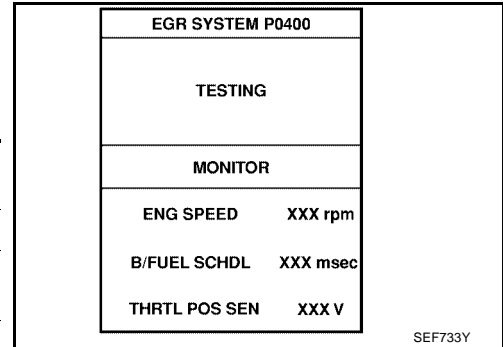 EGR SYSTEM P0400
TESTING
MONITOR
ENG SPEED XXX rpm
B/FUEL SCHDL XXX msec
THRTL POS SEN XXX V
SEF733Y